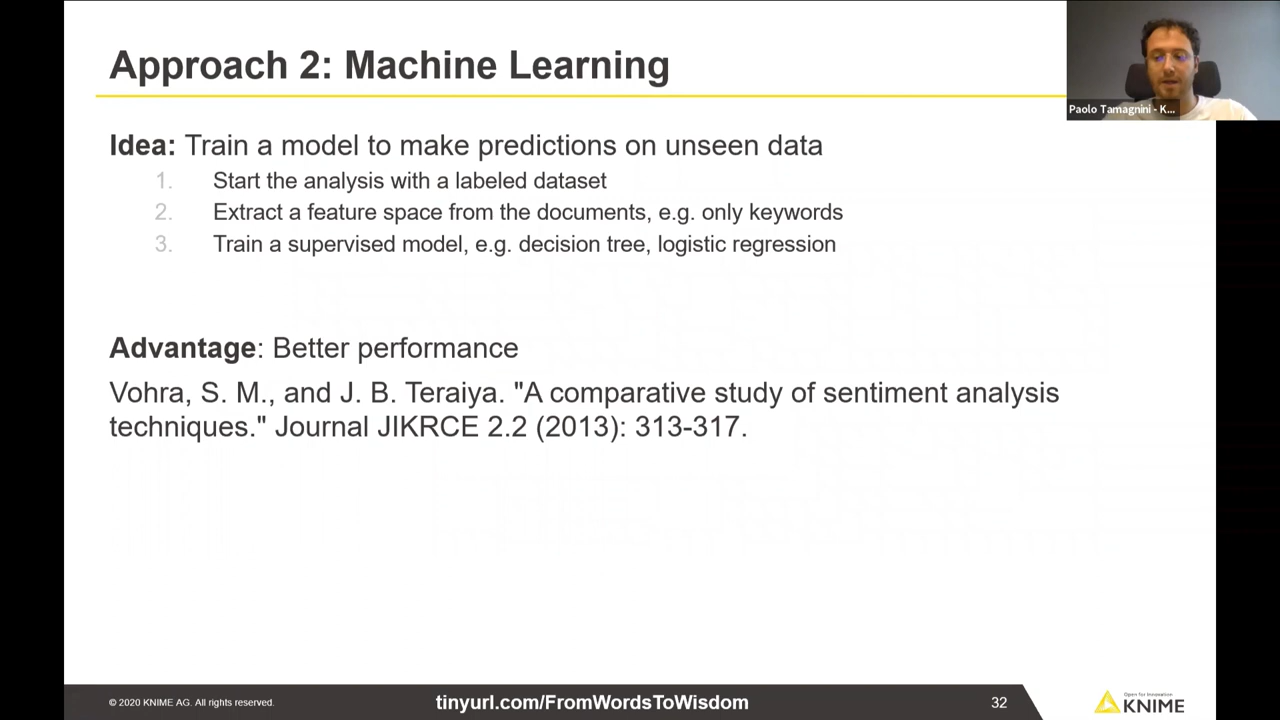 Approach 2: Machine Learning
Paolo Tamagnini - K...
Idea: Train a model to make predictions on unseen data
1. Start the analysis with a labeled dataset
2. Extract a feature space from the documents, e.g. only keywords
3. Train a supervised model, e.g. decision tree, logistic regression
Advantage: Better performance
Vohra, S. M., and J. B. Teraiya. "A comparative study of sentiment analysis
techniques." Journal JIKRCE 2.2 (2013): 313-317.
© 2020 KNIME AG. All rights reserved.
tinyurl.com/FromWordsToWisdom
32
Open for Innovation
KNIME